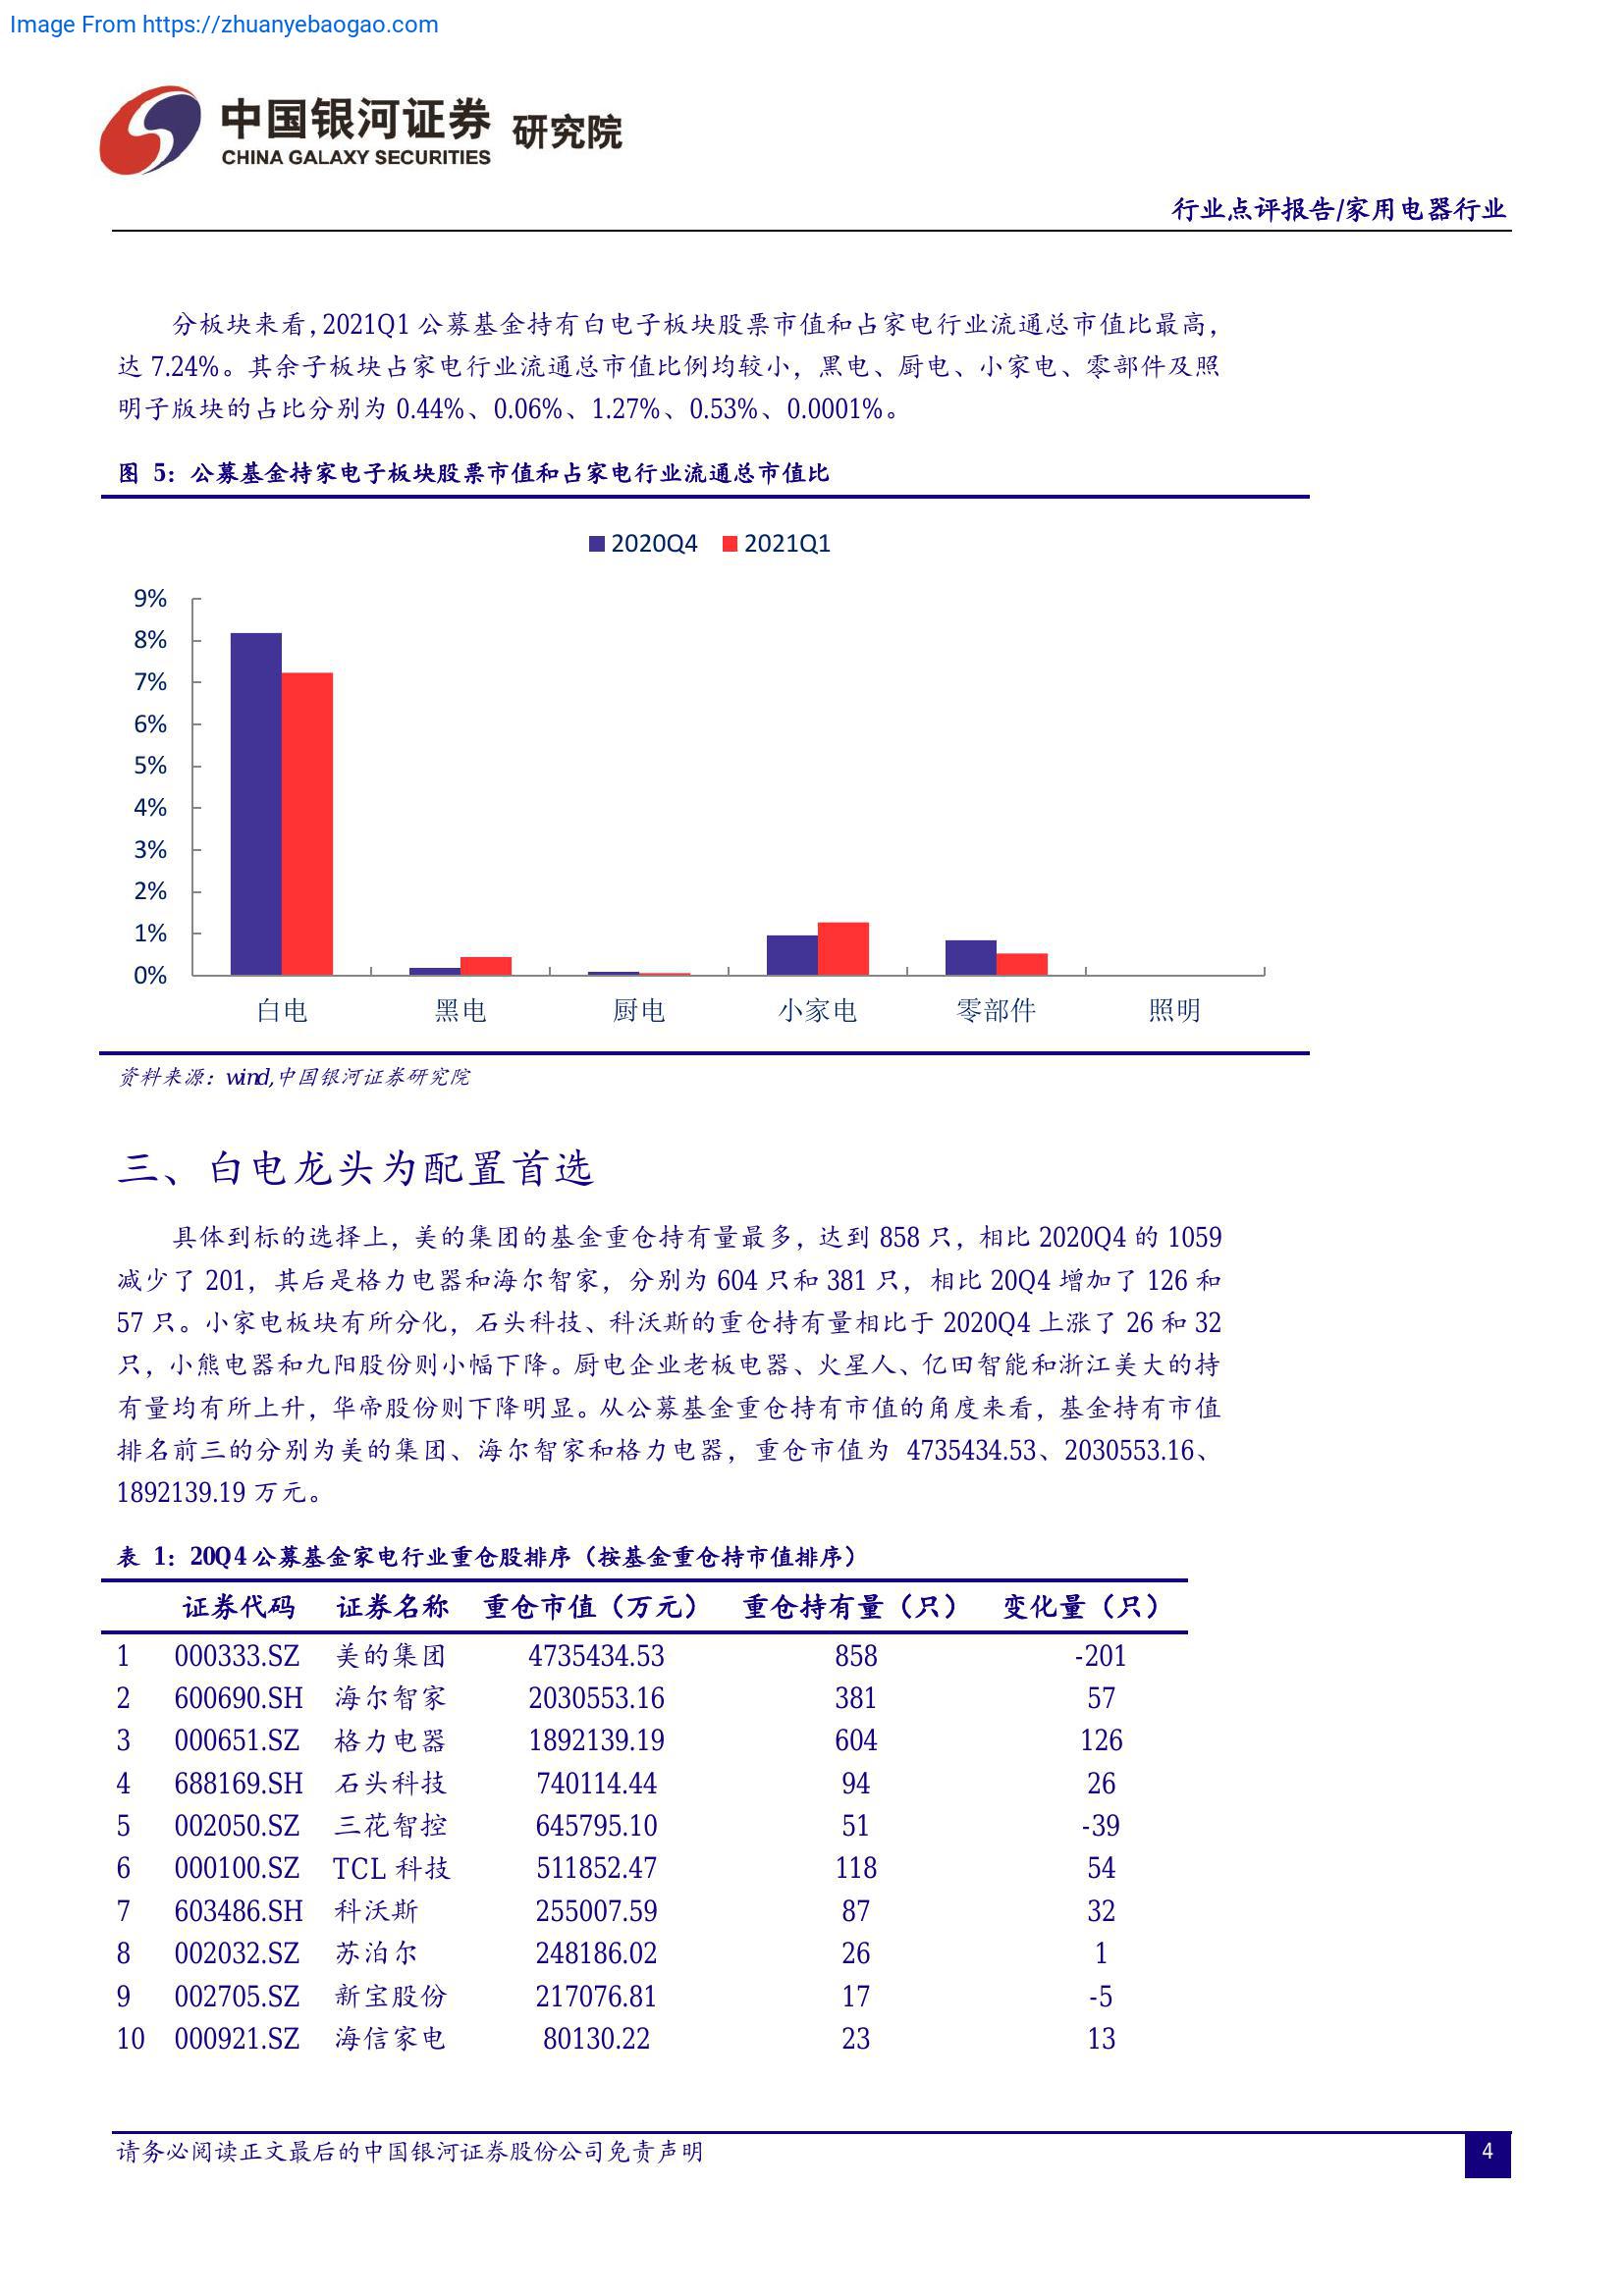 Image From https://zhuanyebaogao.com
中国银河证券 研究院
CHINA GALAXY SECURITIES
行业点评报告/家用电器行业
分板块来看，2021Q1 公募基金持有白电子板块股票市值和占家电行业流通总市值比最高，
达 7.24%。其余子板块占家电行业流通总市值比例均较小，黑电、厨电、小家电、零部件及照
明子版块的占比分别为 0.44%、0.06%、1.27%、0.53%、0.0001%。
图 5：公募基金持家电子板块股票市值和占家电行业流通总市值比
2020Q4 2021Q1
9%
8%
7%
6%
5%
4%
3%
2%
1%
0%
白电 黑电 厨电 小家电 零部件 照明
资料来源：wind,中国银河证券研究院
三、白电龙头为配置首选
具体到标的选择上，美的集团的基金重仓持有量最多，达到 858 只，相比 2020Q4 的 1059
减少了 201，其后是格力电器和海尔智家，分别为 604 只和 381 只，相比 20Q4 增加了 126 和
57 只。小家电板块有所分化，石头科技、科沃斯的重仓持有量相比于 2020Q4 上涨了 26 和 32
只，小熊电器和九阳股份则小幅下降。厨电企业老板电器、火星人、亿田智能和浙江美大的持
有量均有所上升，华帝股份则下降明显。从公募基金重仓持有市值的角度来看，基金持有市值
排名前三的分别为美的集团、海尔智家和格力电器，重仓市值为 4735434.53、2030553.16、
1892139.19 万元。
表 1：20Q4 公募基金家电行业重仓股排序（按基金重仓持市值排序）
证券代码 证券名称 重仓市值（万元） 重仓持有量（只） 变化量（只）
1 000333.SZ 美的集团 4735434.53 858 -201
2 600690.SH 海尔智家 2030553.16 381 57
3 000651.SZ 格力电器 1892139.19 604 126
4 688169.SH 石头科技 740114.44 94 26
5 002050.SZ 三花智控 645795.10 51 -39
6 000100.SZ TCL 科技 511852.47 118 54
7 603486.SH 科沃斯 255007.59 87 32
8 002032.SZ 苏泊尔 248186.02 26 1
9 002705.SZ 新宝股份 217076.81 17 -5
10 000921.SZ 海信家电 80130.22 23 13
请务必阅读正文最后的中国银河证券股份公司免责声明
4